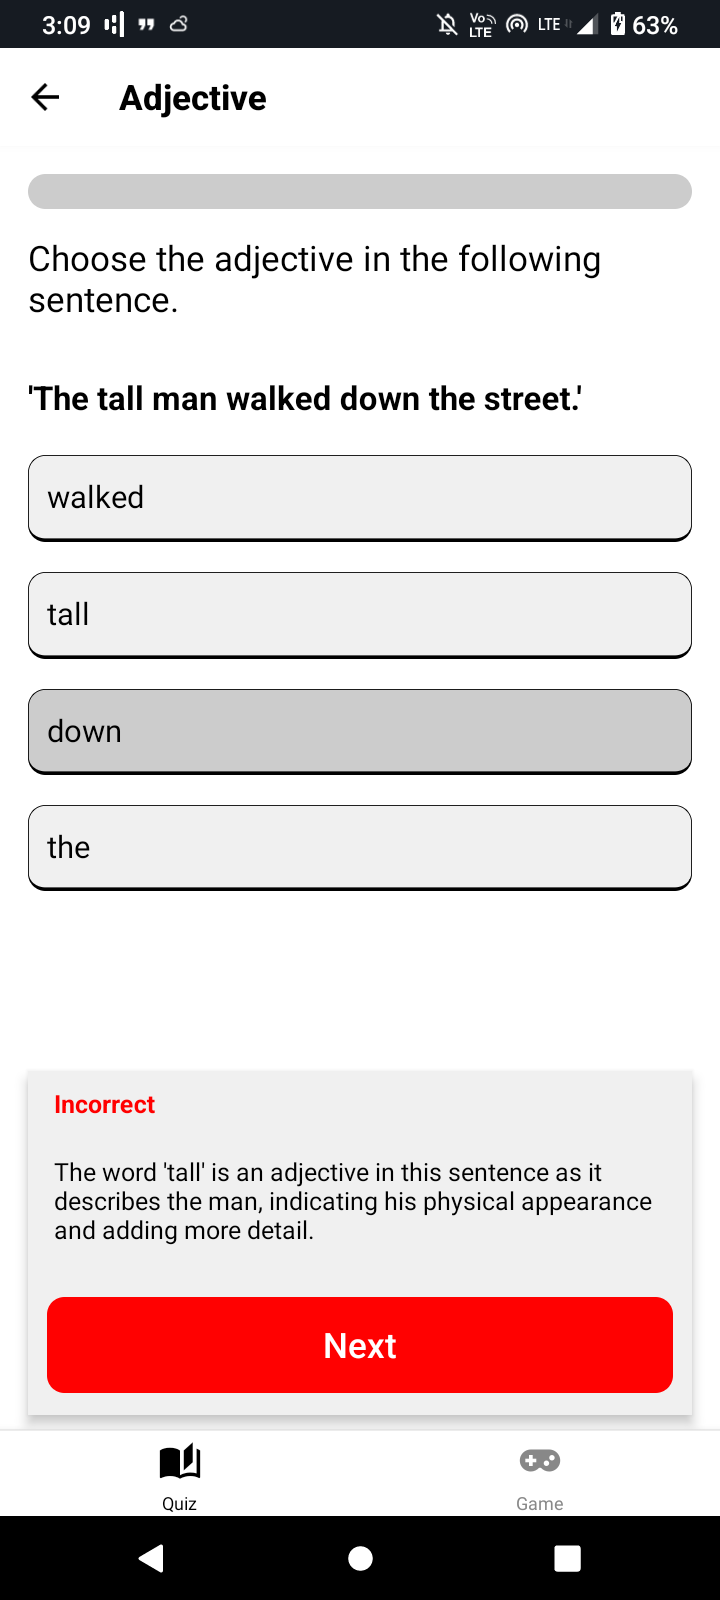 3:09
Vo LTE
LTE
63%
Adjective
Choose the adjective in the following
sentence.
'The tall man walked down the street.'
walked
tall
down
the
Incorrect
The word 'tall' is an adjective in this sentence as it
describes the man, indicating his physical appearance
and adding more detail.
Next
Quiz
Game